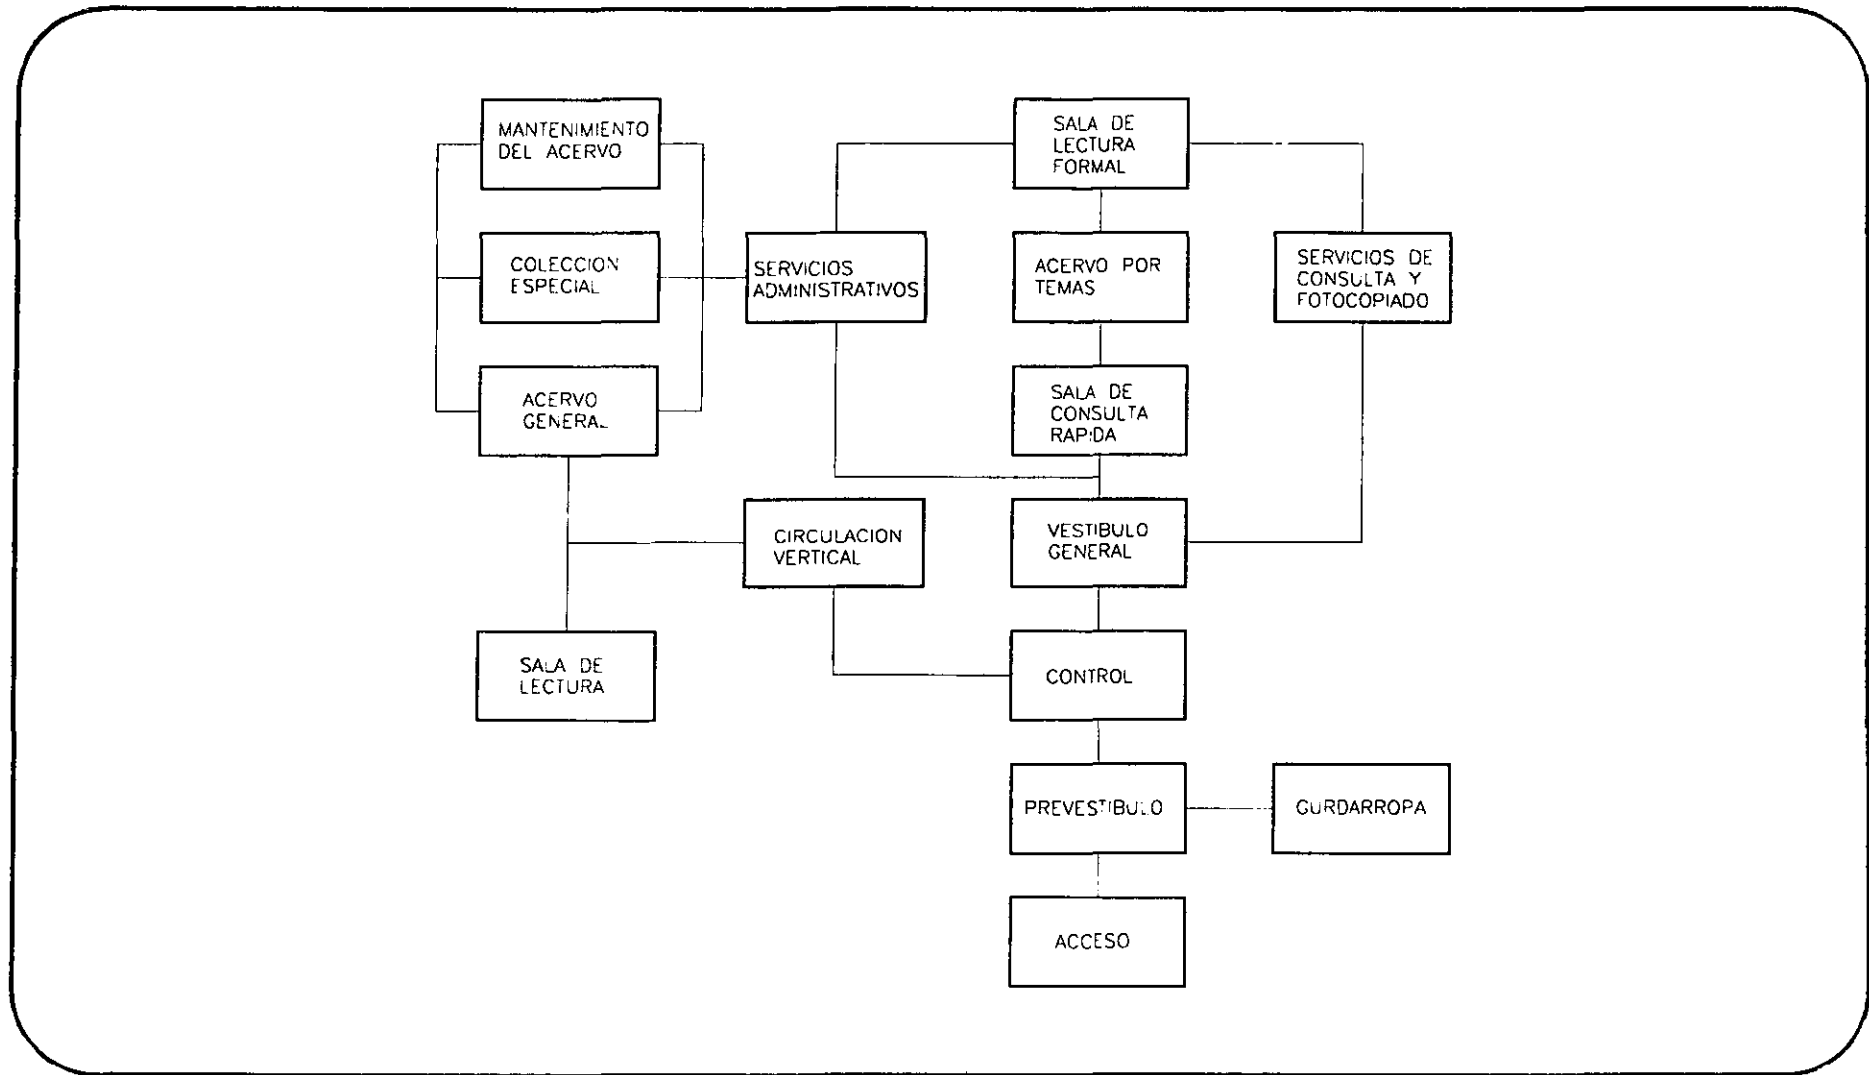 MANTENIMIENTO
DEL ACERVO
SALA DE
LECTURA
FORMAL
COLECCION
ESPECIAL
SERVICIOS
ADMINISTRATIVOS
ACERVO POR
TEMAS
SERVICIOS DE
CONSULTA Y
FOTOCOPIADO
ACERVO
GENERAL
SALA DE
CONSULTA
RAPIDA
CIRCULACION
VERTICAL
VESTIBULO
GENERAL
SALA DE
LECTURA
CONTROL
PREVESTIBULO
GURDARROPA
ACCESO